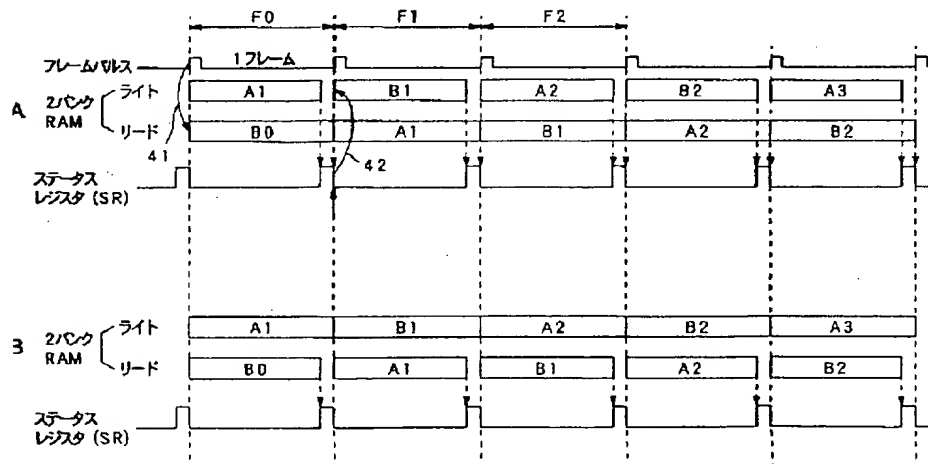 F0 F1 F2
フレームパルス 1フレーム
A 2バンク RAM ライト A1 B1 A2 B2 A3
リード B0 A1 B1 A2 B2
41 42
ステータス
レジスタ (SR)
B 2バンク RAM ライト A1 B1 A2 B2 A3
リード B0 A1 B1 A2 B2
ステータス
レジスタ (SR)